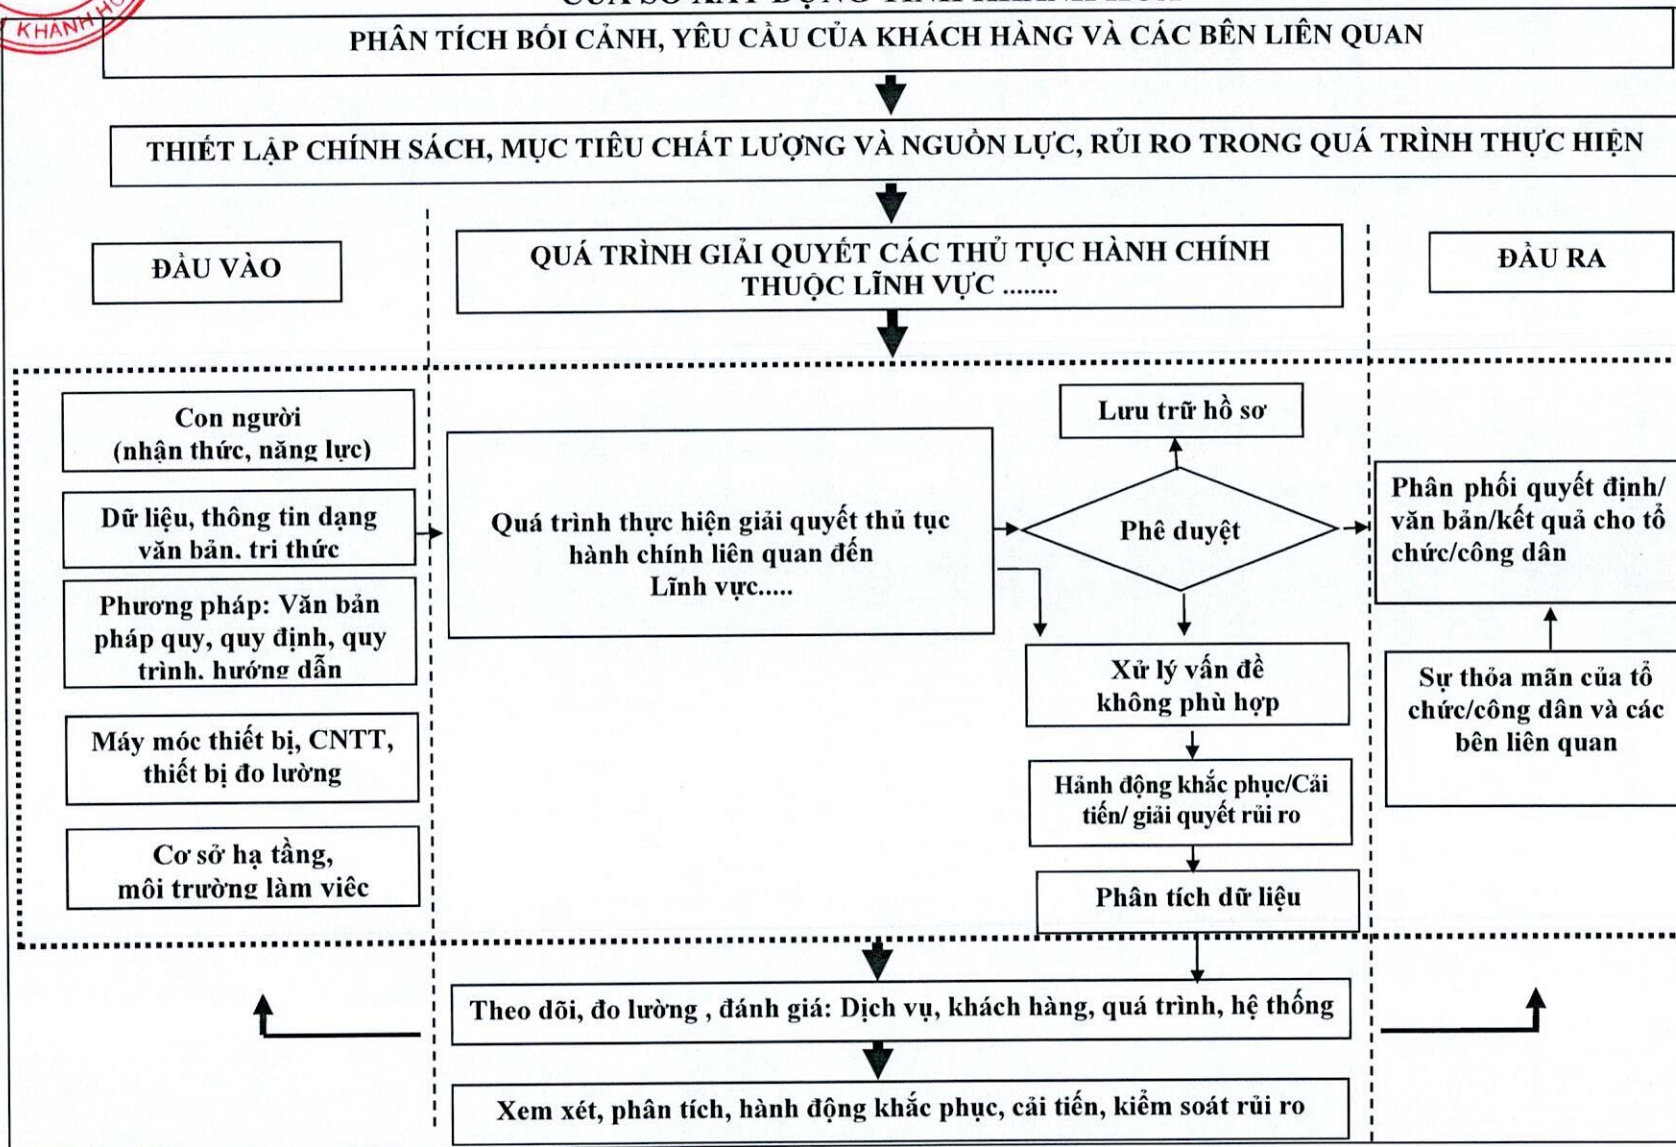 KHÁNH HÒ
PHÂN TÍCH BỐI CẢNH, YÊU CẦU CỦA KHÁCH HÀNG VÀ CÁC BÊN LIÊN QUAN
THIẾT LẬP CHÍNH SÁCH, MỤC TIÊU CHẤT LƯỢNG VÀ NGUỒN LỰC, RỦI RO TRONG QUÁ TRÌNH THỰC HIỆN
ĐẦU VÀO
QUÁ TRÌNH GIẢI QUYẾT CÁC THỦ TỤC HÀNH CHÍNH
THUỘC LĨNH VỰC ........
ĐẦU RA
Con người
(nhận thức, năng lực)
Dữ liệu, thông tin dạng
văn bản. tri thức
Phương pháp: Văn bản
pháp quy, quy định, quy
trình. hướng dẫn
Máy móc thiết bị, CNTT,
thiết bị đo lường
Cơ sở hạ tầng,
môi trường làm việc
Quá trình thực hiện giải quyết thủ tục
hành chính liên quan đến
Lĩnh vực.....
Lưu trữ hồ sơ
Phê duyệt
Xử lý vấn đề
không phù hợp
Hảnh động khắc phục/Cải
tiến/ giải quyết rủi ro
Phân tích dữ liệu
Phân phối quyết định/
văn bản/kết quả cho tổ
chức/công dân
Sự thỏa mãn của tổ
chức/công dân và các
bên liên quan
Theo dõi, đo lường , đánh giá: Dịch vụ, khách hàng, quá trình, hệ thống
Xem xét, phân tích, hành động khắc phục, cải tiến, kiểm soát rủi ro